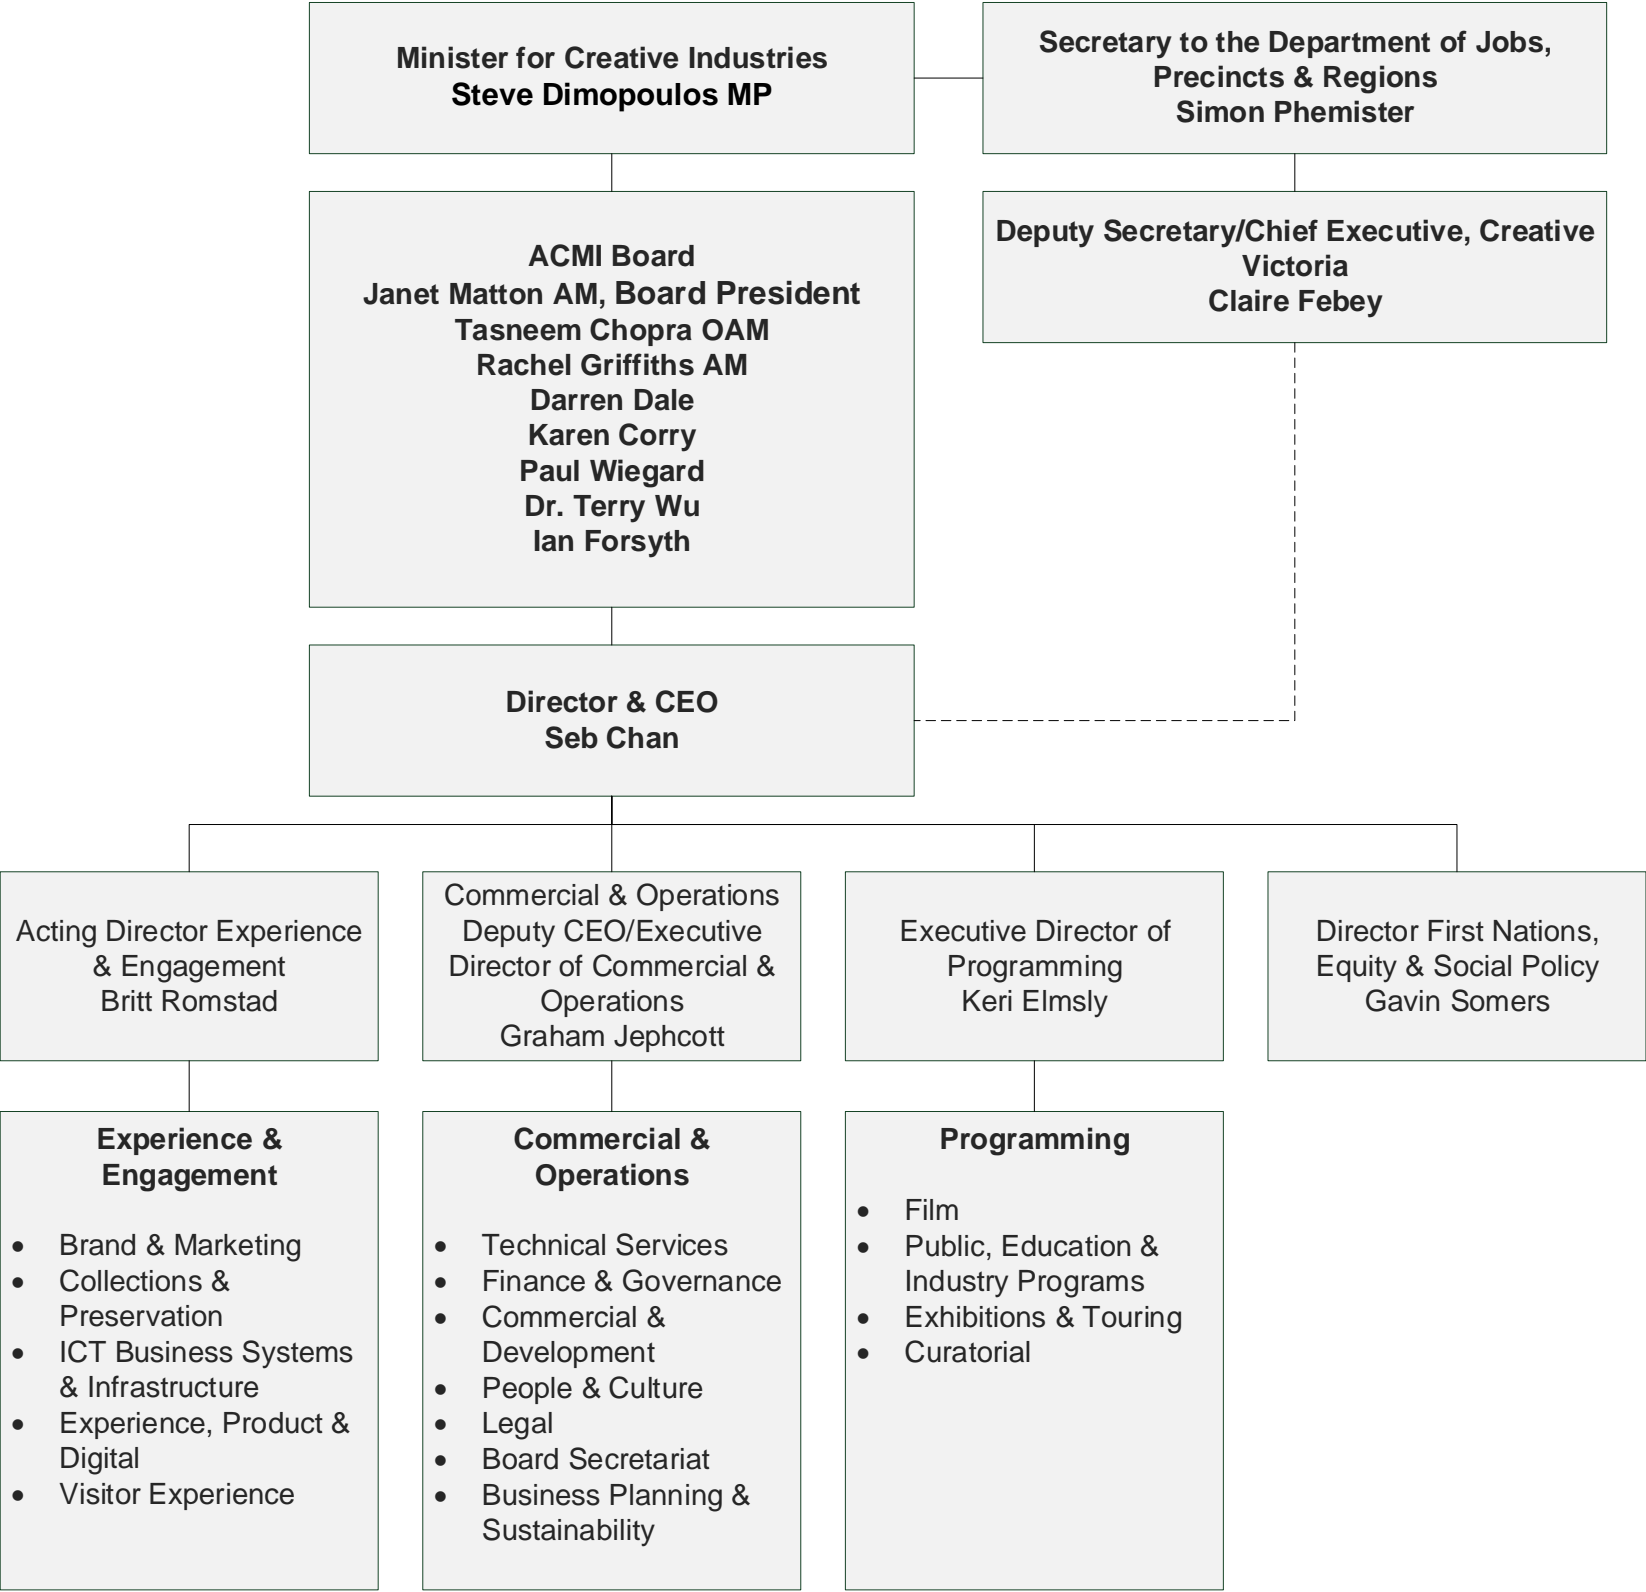 Minister for Creative Industries
Steve Dimopoulos MP
Secretary to the Department of Jobs,
Precincts & Regions
Simon Phemister
ACMI Board
Janet Matton AM, Board President
Tasneem Chopra OAM
Rachel Griffiths AM
Darren Dale
Karen Corry
Paul Wiegard
Dr. Terry Wu
Ian Forsyth
Deputy Secretary/Chief Executive, Creative
Victoria
Claire Febey
Director & CEO
Seb Chan
Acting Director Experience
& Engagement
Britt Romstad
Commercial & Operations
Deputy CEO/Executive
Director of Commercial &
Operations
Graham Jephcott
Executive Director of
Programming
Keri Elmsly
Director First Nations,
Equity & Social Policy
Gavin Somers
Experience &
Engagement
• Brand & Marketing
• Collections &
Preservation
• ICT Business Systems
& Infrastructure
• Experience, Product &
Digital
• Visitor Experience
Commercial &
Operations
• Technical Services
• Finance & Governance
• Commercial &
Development
• People & Culture
• Legal
• Board Secretariat
• Business Planning &
Sustainability
Programming
• Film
• Public, Education &
Industry Programs
• Exhibitions & Touring
• Curatorial